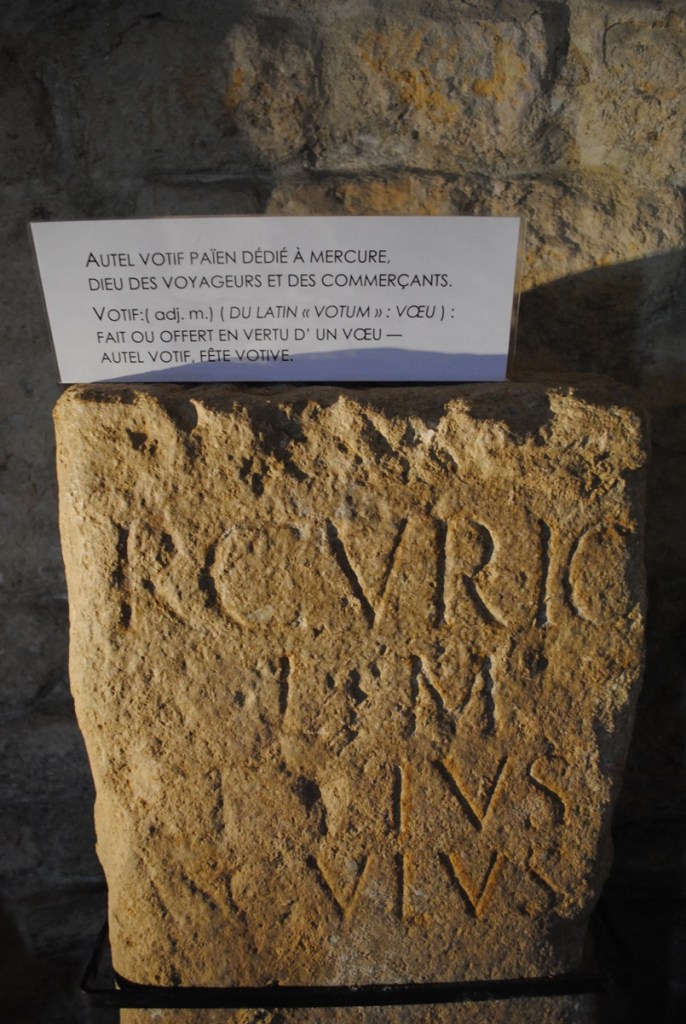 AUTEL VOTIF PAÏEN DÉDIÉ À MERCURE,
DIEU DES VOYAGEURS ET DES COMMERÇANTS.
VOTIF:( adj. m.) ( DU LATIN « VOTUM » : VŒU ) :
FAIT OU OFFERT EN VERTU D' UN VŒU —
AUTEL VOTIF, FÊTE VOTIVE.
RCVRIO
IVS
VIVS